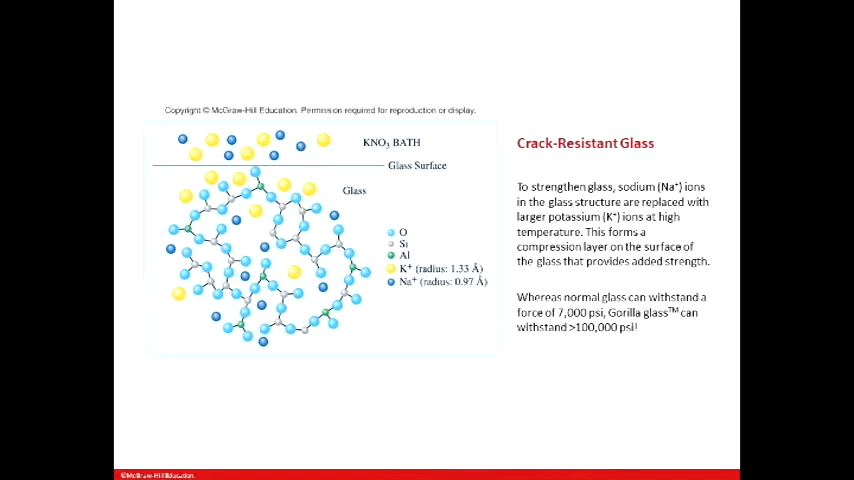 Copyright © McGraw-Hill Education. Permission required for reproduction or display.
KNO₃ BATH
Glass Surface
Glass
O
Si
Al
K⁺ (radius: 1.33 Å)
Na⁺ (radius: 0.97 Å)
Crack-Resistant Glass
To strengthen glass, sodium (Na⁺) ions
in the glass structure are replaced with
larger potassium (K⁺) ions at high
temperature. This forms a
compression layer on the surface of
the glass that provides added strength.
Whereas normal glass can withstand a
force of 7,000 psi, Gorilla glass™ can
withstand >100,000 psi!
©McGraw-Hill Education.